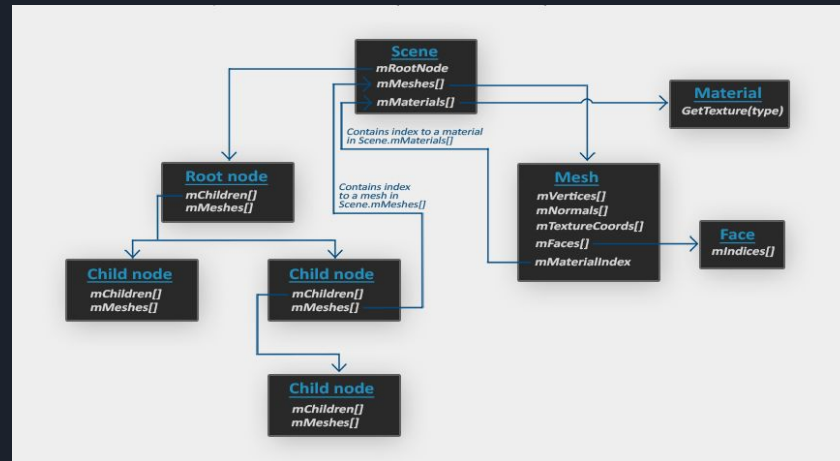 Scene
mRootNode
mMeshes[]
mMaterials[]
Material
GetTexture(type)
Contains index to a material
in Scene.mMaterials[]
Root node
mChildren[]
mMeshes[]
Contains index
to a mesh in
Scene.mMeshes[]
Mesh
mVertices[]
mNormals[]
mTextureCoords[]
mFaces[]
mMaterialIndex
Face
mIndices[]
Child node
mChildren[]
mMeshes[]
Child node
mChildren[]
mMeshes[]
Child node
mChildren[]
mMeshes[]